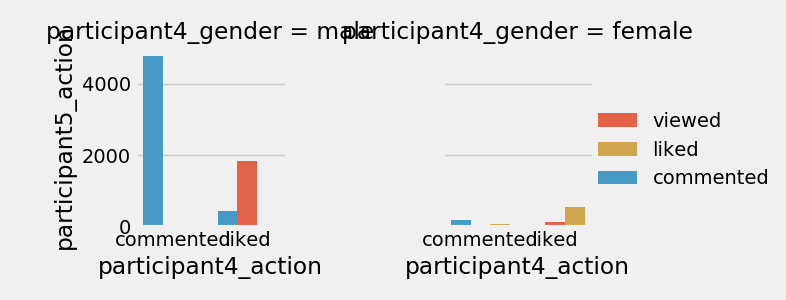 participant4_gender = male
participant4_gender = female
participant5_action
4000
2000
0
commented
liked
commented
liked
participant4_action
participant4_action
viewed
liked
commented